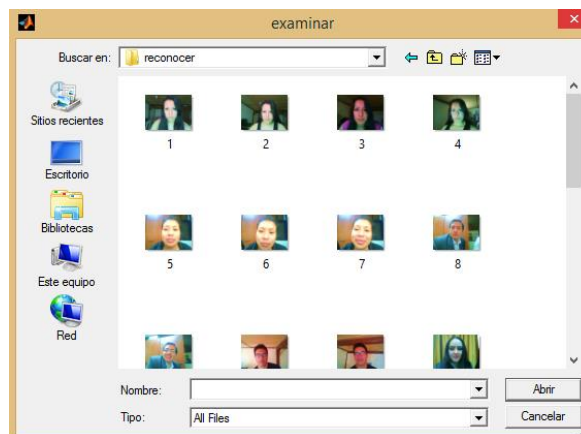 examinar
Buscar en:
reconocer
Sitios recientes
Escritorio
Bibliotecas
Este equipo
Red
1
2
3
4
5
6
7
8
Nombre:
Abrir
Tipo:
All Files
Cancelar